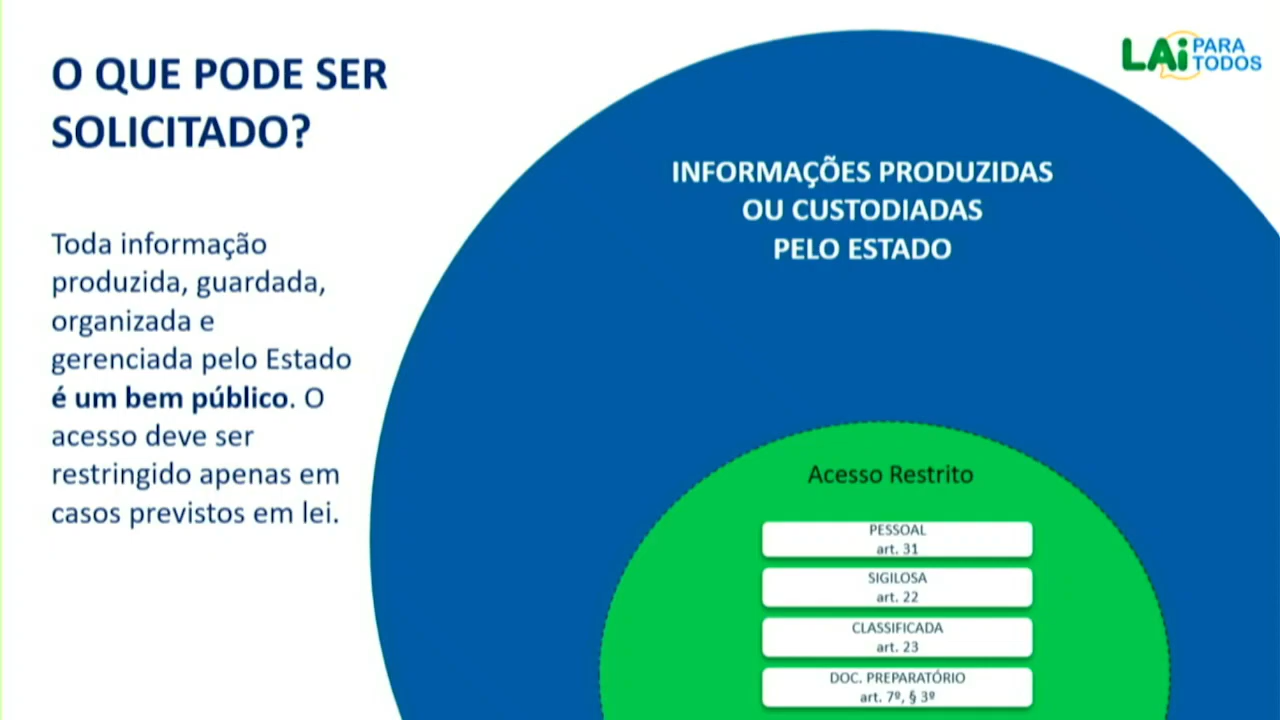 O QUE PODE SER
SOLICITADO?
Toda informação
produzida, guardada,
organizada e
gerenciada pelo Estado
é um bem público. O
acesso deve ser
restringido apenas em
casos previstos em lei.
LAi PARA
TODOS
INFORMAÇÕES PRODUZIDAS
OU CUSTODIADAS
PELO ESTADO
Acesso Restrito
PESSOAL
art. 31
SIGILOSA
art. 22
CLASSIFICADA
art. 23
DOC. PREPARATÓRIO
art. 7º, § 3º